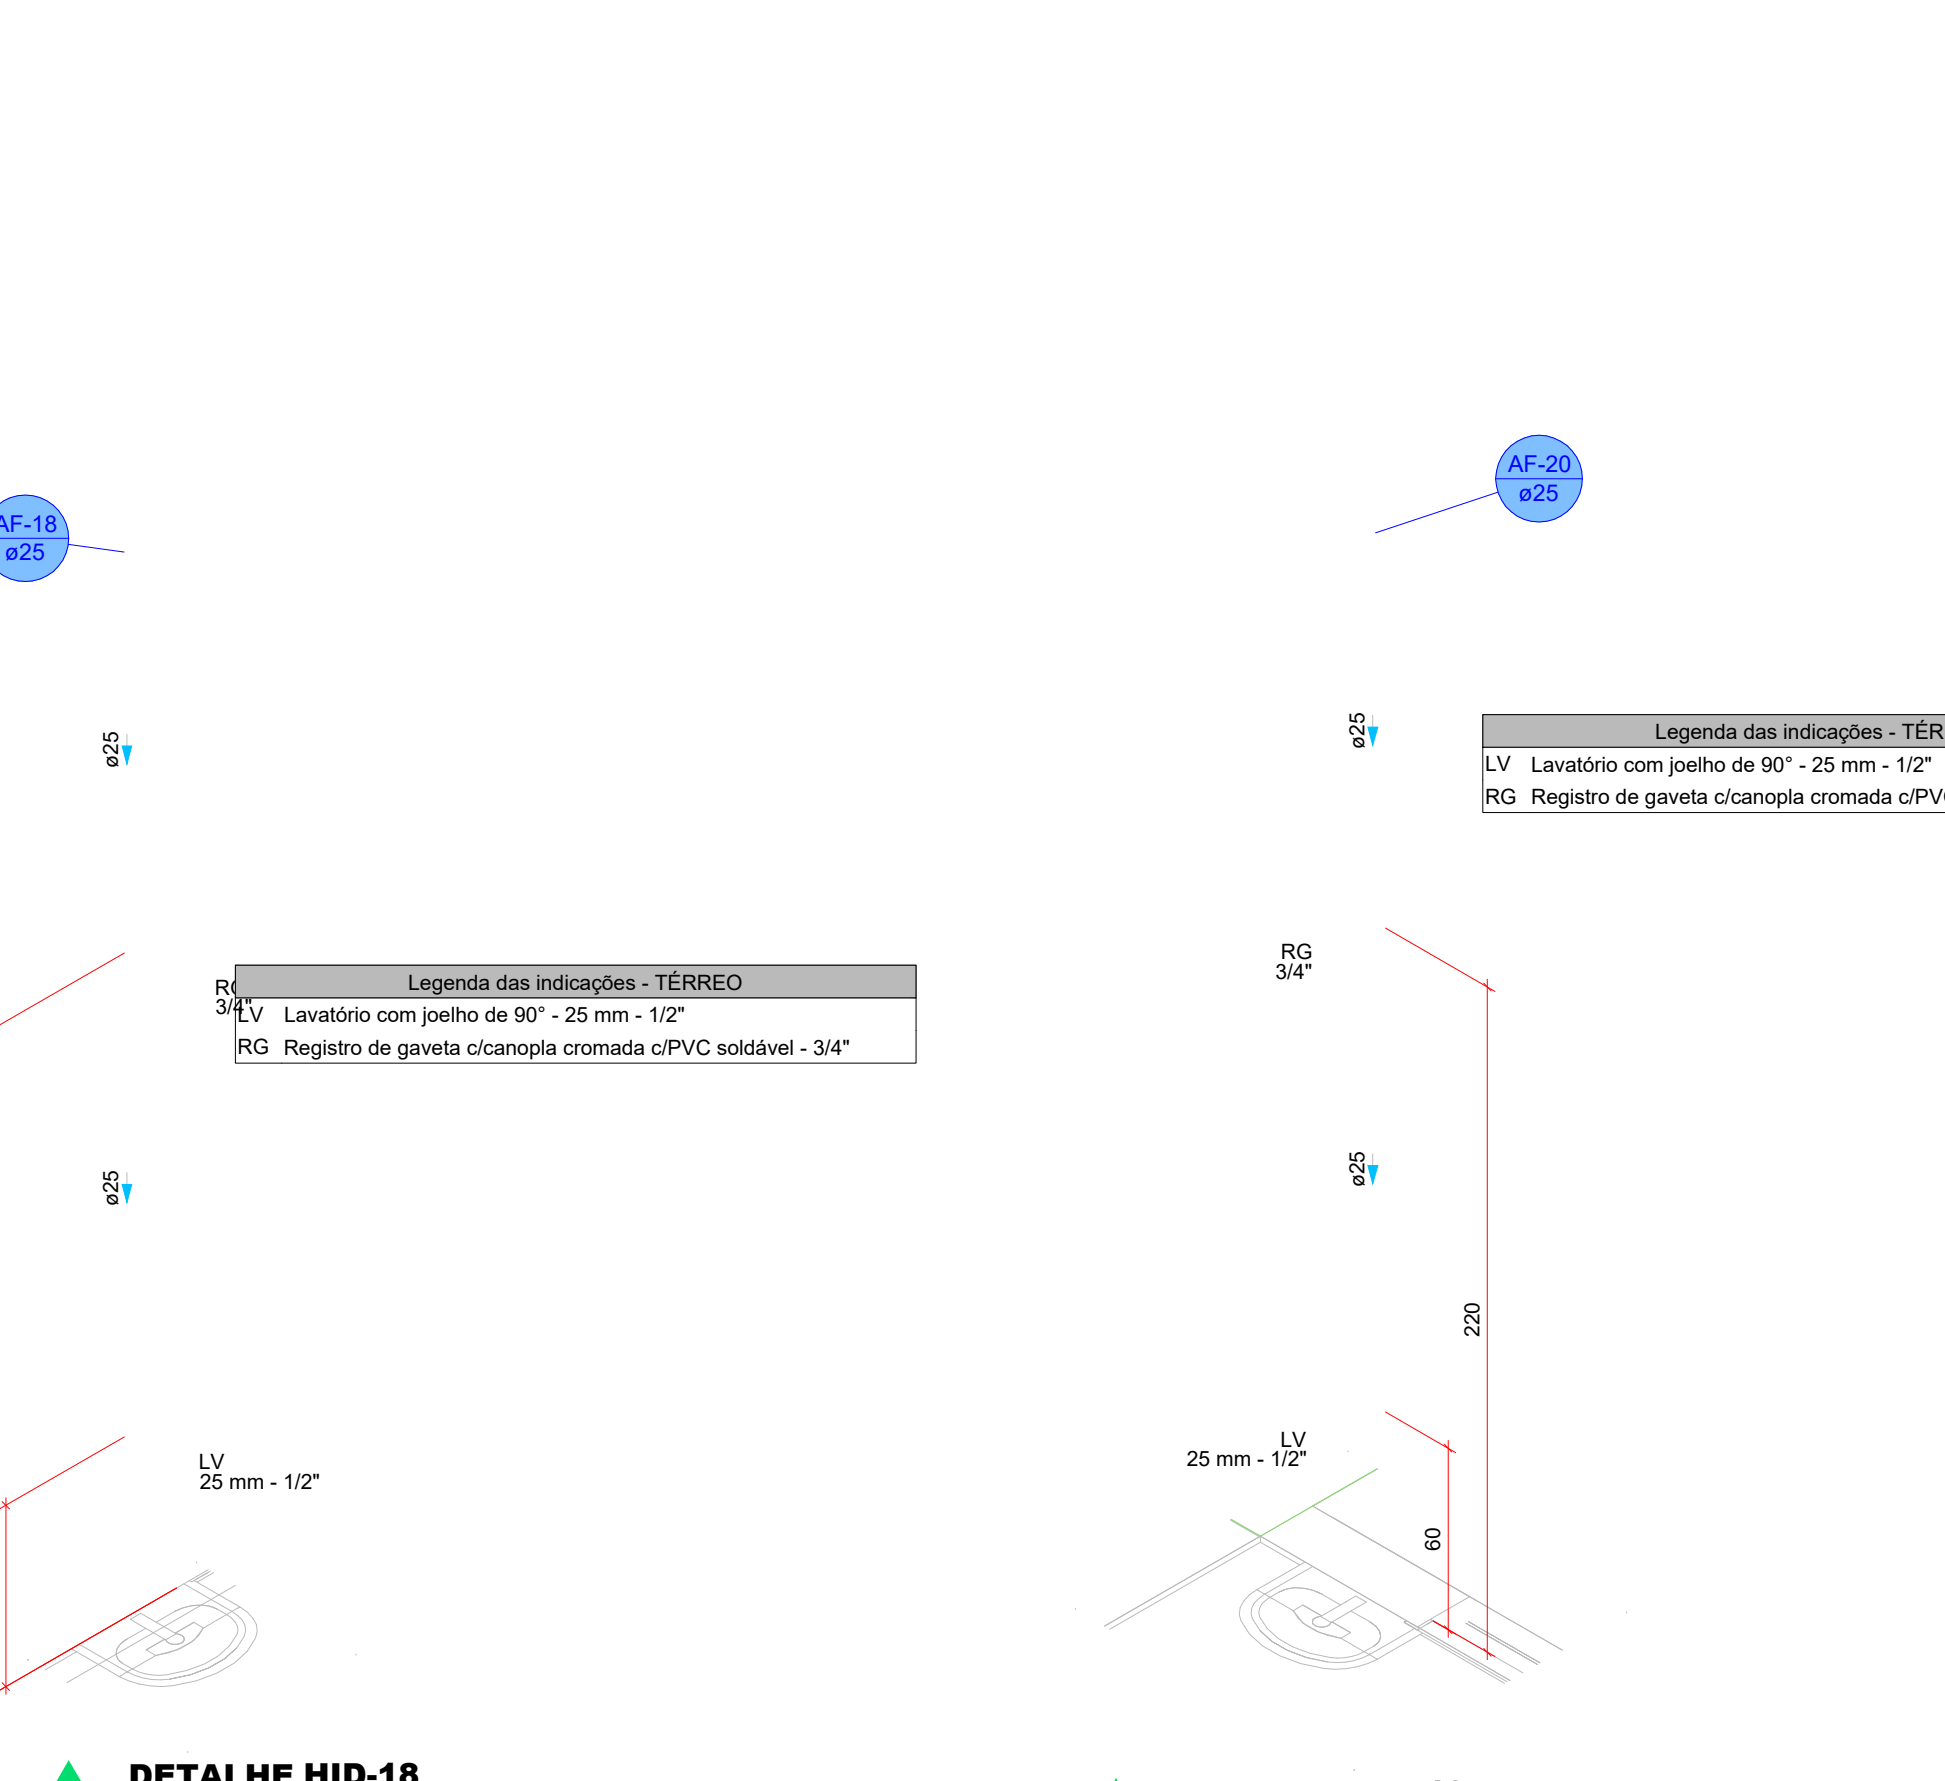 AF-18
ø25
ø25
RG
3/4"
Legenda das indicações - TÉRREO
LV Lavatório com joelho de 90° - 25 mm - 1/2"
RG Registro de gaveta c/canopla cromada c/PVC soldável - 3/4"
ø25
LV
25 mm - 1/2"
DETALHE HID-18
AF-20
ø25
ø25
Legenda das indicações - TÉR
LV Lavatório com joelho de 90° - 25 mm - 1/2"
RG Registro de gaveta c/canopla cromada c/PV
RG
3/4"
ø25
220
LV
25 mm - 1/2"
60